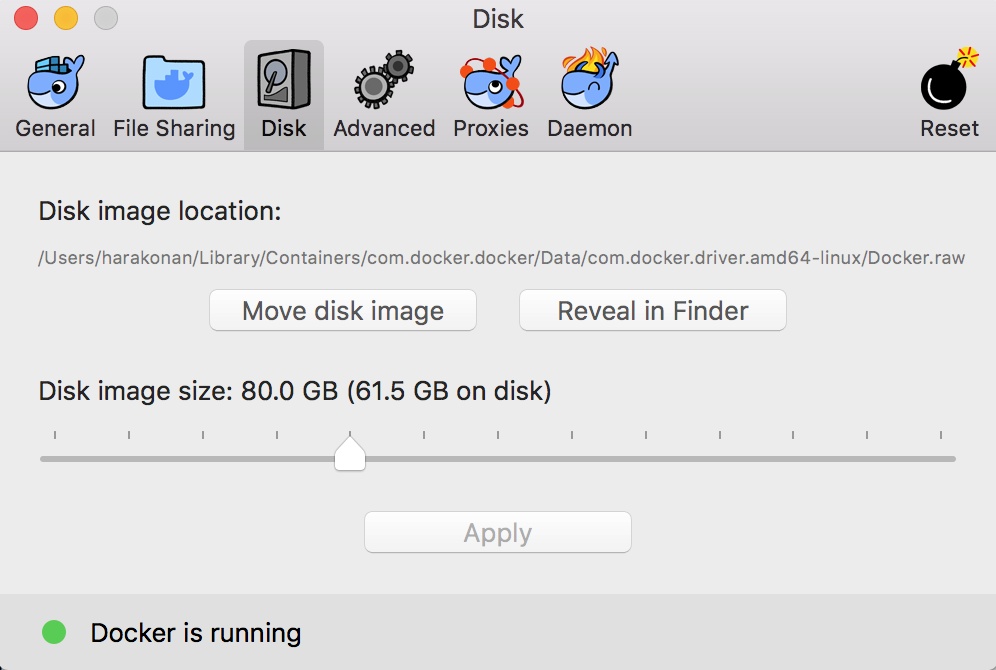 Disk
General File Sharing Disk Advanced Proxies Daemon Reset
Disk image location:
/Users/harakonan/Library/Containers/com.docker.docker/Data/com.docker.driver.amd64-linux/Docker.raw
Move disk image Reveal in Finder
Disk image size: 80.0 GB (61.5 GB on disk)
Apply
Docker is running